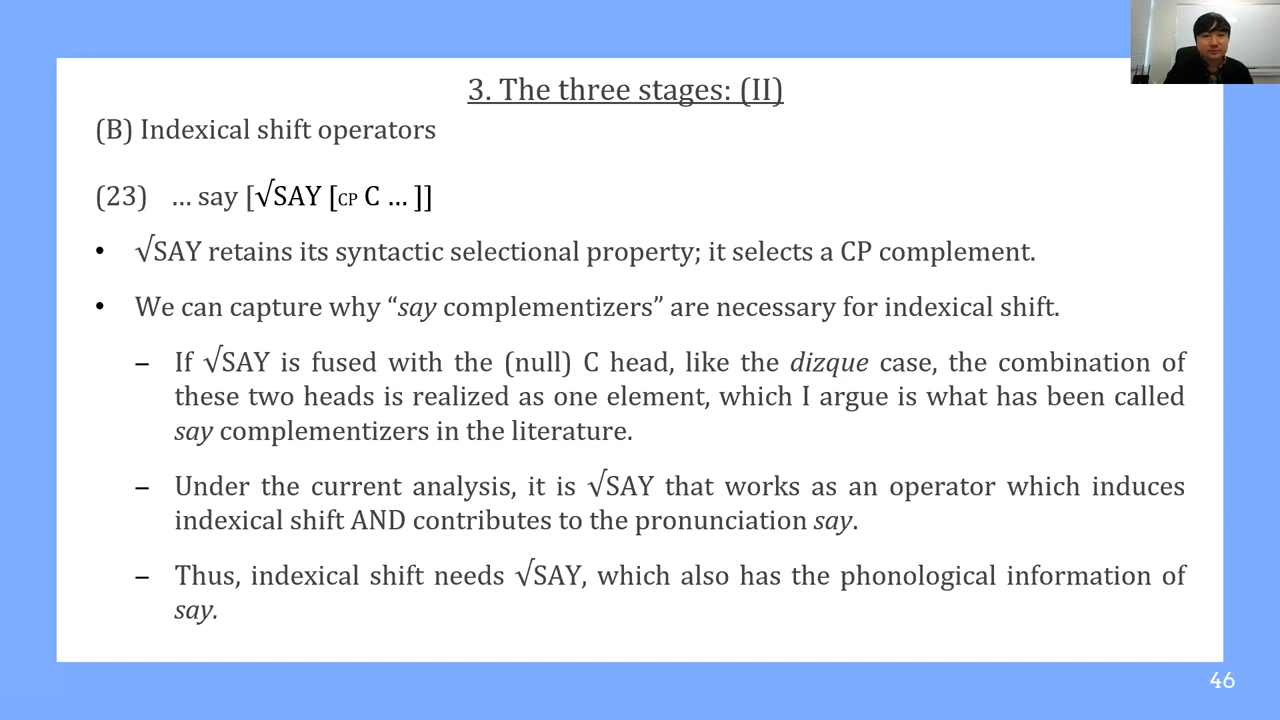 3. The three stages: (II)
(B) Indexical shift operators
(23) … say [√SAY [CP C … ]]
• √SAY retains its syntactic selectional property; it selects a CP complement.
• We can capture why “say complementizers” are necessary for indexical shift.
– If √SAY is fused with the (null) C head, like the dizque case, the combination of
these two heads is realized as one element, which I argue is what has been called
say complementizers in the literature.
– Under the current analysis, it is √SAY that works as an operator which induces
indexical shift AND contributes to the pronunciation say.
– Thus, indexical shift needs √SAY, which also has the phonological information of
say.
46